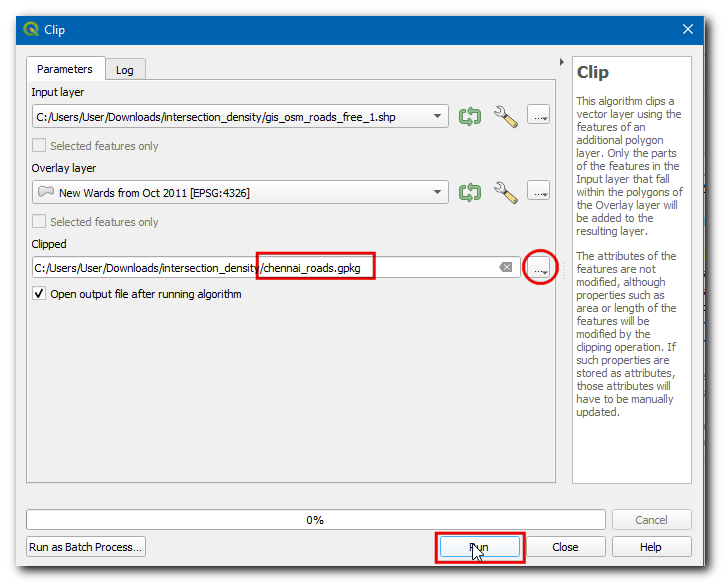 Clip
Parameters
Log
Input layer
C:/Users/User/Downloads/intersection_density/gis_osm_roads_free_1.shp
...
Selected features only
Overlay layer
New Wards from Oct 2011 [EPSG:4326]
...
Selected features only
Clipped
C:/Users/User/Downloads/intersection_density/chennai_roads.gpkg
...
Open output file after running algorithm
Clip
This algorithm clips a
vector layer using the
features of an
additional polygon
layer. Only the parts
of the features in the
Input layer that fall
within the polygons of
the Overlay layer will
be added to the
resulting layer.
The attributes of the
features are not
modified, although
properties such as
area or length of the
features will be
modified by the
clipping operation. If
such properties are
stored as attributes,
those attributes will
have to be manually
updated.
0%
Cancel
Run as Batch Process...
Run
Close
Help